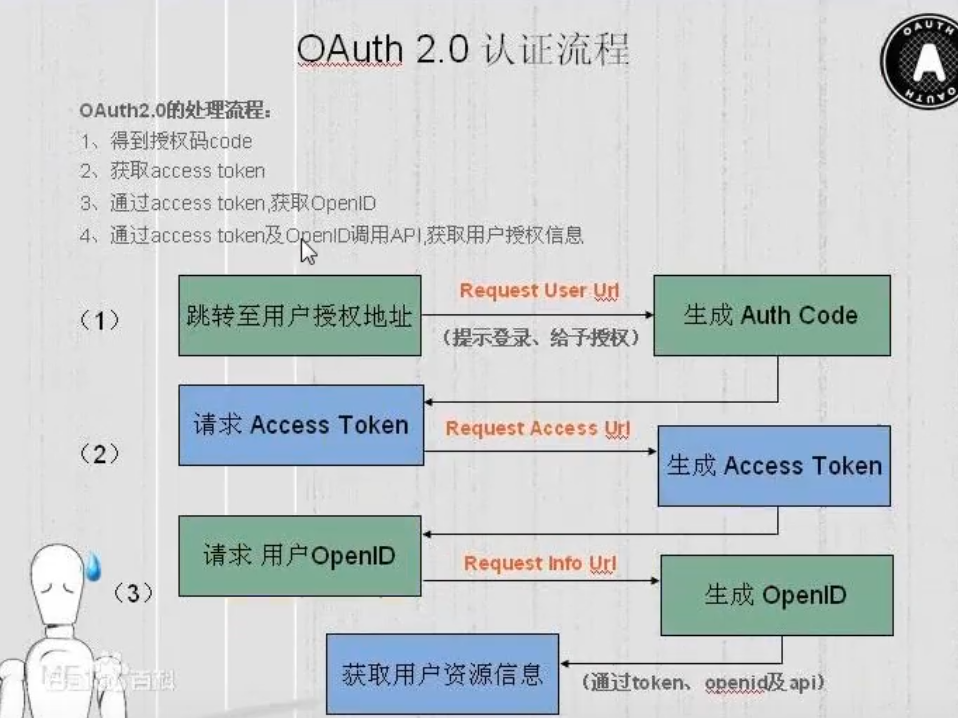 OAuth 2.0 认证流程
OAUTH
A
OAUTH
OAuth2.0的处理流程:
1、得到授权码code
2、获取access token
3、通过access token,获取OpenID
4、通过access token及OpenID调用API,获取用户授权信息
(1)
跳转至用户授权地址
Request User Url
(提示登录、给予授权)
生成 Auth Code
(2)
请求 Access Token
Request Access Url
生成 Access Token
(3)
请求 用户OpenID
Request Info Url
生成 OpenID
获取用户资源信息
(通过token、openid及api)
百科